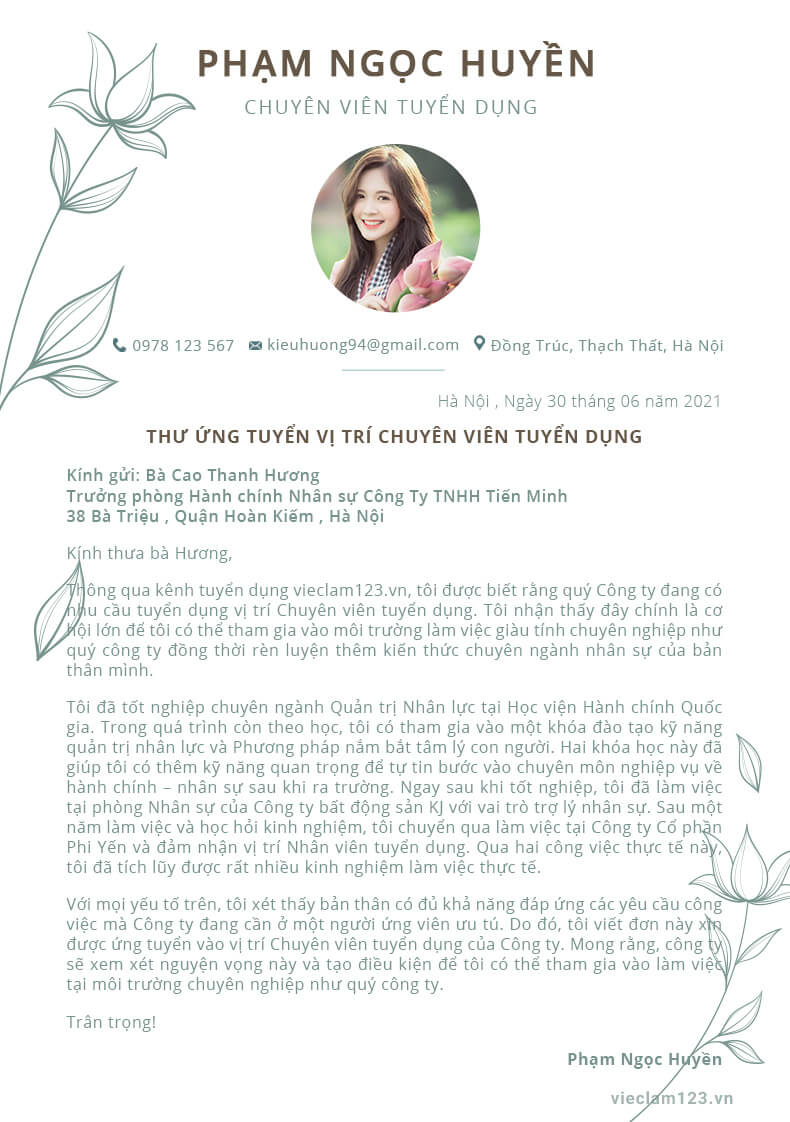 PHẠM NGỌC HUYỀN
CHUYÊN VIÊN TUYỂN DỤNG
0978 123 567 kieuhuong94@gmail.com Đồng Trúc, Thạch Thất, Hà Nội
Hà Nội , Ngày 30 tháng 06 năm 2021
THƯ ỨNG TUYỂN VỊ TRÍ CHUYÊN VIÊN TUYỂN DỤNG
Kính gửi: Bà Cao Thanh Hương
Trưởng phòng Hành chính Nhân sự Công Ty TNHH Tiến Minh
38 Bà Triệu , Quận Hoàn Kiếm , Hà Nội
Kính thưa bà Hương,
Thông qua kênh tuyển dụng vieclam123.vn, tôi được biết rằng quý Công ty đang có
nhu cầu tuyển dụng vị trí Chuyên viên tuyển dụng. Tôi nhận thấy đây chính là cơ
hội lớn để tôi có thể tham gia vào môi trường làm việc giàu tính chuyên nghiệp như
quý công ty đồng thời rèn luyện thêm kiến thức chuyên ngành nhân sự của bản
thân mình.
Tôi đã tốt nghiệp chuyên ngành Quản trị Nhân lực tại Học viện Hành chính Quốc
gia. Trong quá trình còn theo học, tôi có tham gia vào một khóa đào tạo kỹ năng
quản trị nhân lực và Phương pháp nắm bắt tâm lý con người. Hai khóa học này đã
giúp tôi có thêm kỹ năng quan trọng để tự tin bước vào chuyên môn nghiệp vụ về
hành chính – nhân sự sau khi ra trường. Ngay sau khi tốt nghiệp, tôi đã làm việc
tại phòng Nhân sự của Công ty bất động sản KJ với vai trò trợ lý nhân sự. Sau một
năm làm việc và học hỏi kinh nghiệm, tôi chuyển qua làm việc tại Công ty Cổ phần
Phi Yến và đảm nhận vị trí Nhân viên tuyển dụng. Qua hai công việc thực tế này,
tôi đã tích lũy được rất nhiều kinh nghiệm làm việc thực tế.
Với mọi yếu tố trên, tôi xét thấy bản thân có đủ khả năng đáp ứng các yêu cầu công
việc mà Công ty đang cần ở một người ứng viên ưu tú. Do đó, tôi viết đơn này xin
được ứng tuyển vào vị trí Chuyên viên tuyển dụng của Công ty. Mong rằng, công ty
sẽ xem xét nguyện vọng này và tạo điều kiện để tôi có thể tham gia vào làm việc
tại môi trường chuyên nghiệp như quý công ty.
Trân trọng!
Phạm Ngọc Huyền
vieclam123.vn